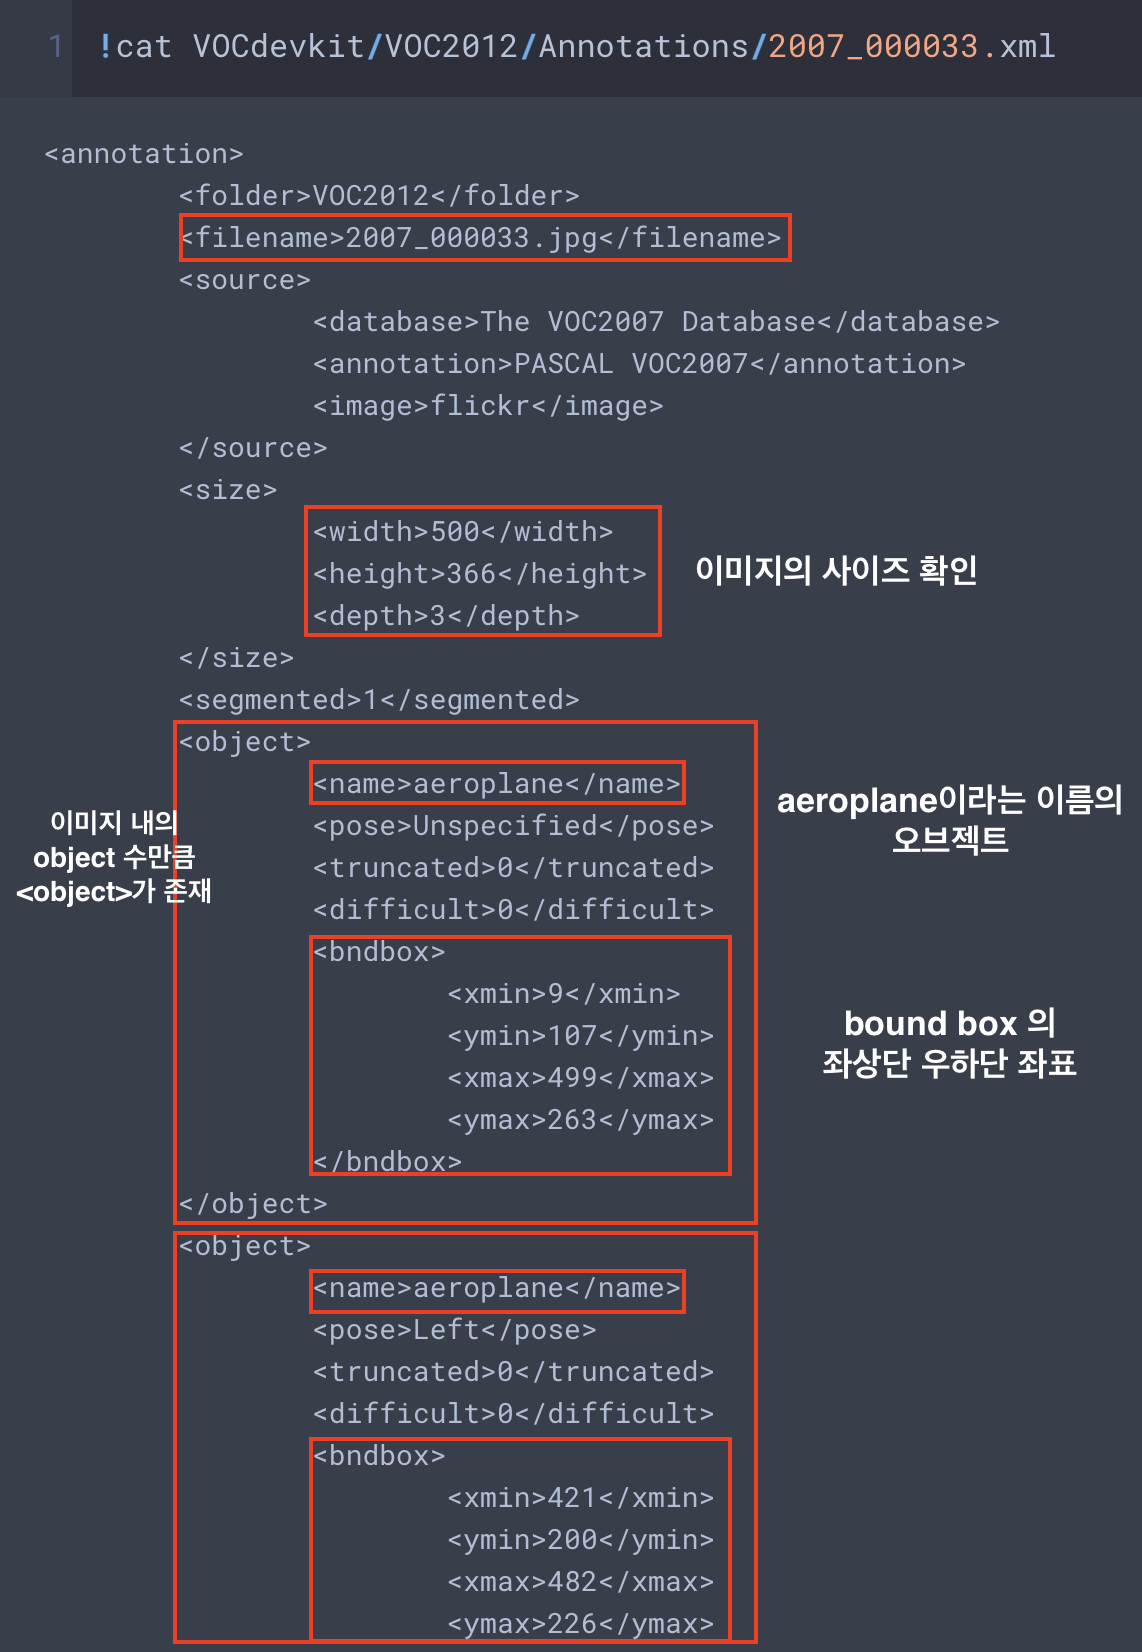 1 !cat VOCdevkit/VOC2012/Annotations/2007_000033.xml
<annotation>
<folder>VOC2012</folder>
<filename>2007_000033.jpg</filename>
<source>
<database>The VOC2007 Database</database>
<annotation>PASCAL VOC2007</annotation>
<image>flickr</image>
</source>
<size>
<width>500</width>
<height>366</height>
<depth>3</depth>
이미지의 사이즈 확인
</size>
<segmented>1</segmented>
<object>
<name>aeroplane</name>
<pose>Unspecified</pose>
<truncated>0</truncated>
<difficult>0</difficult>
aeroplane이라는 이름의
오브젝트
이미지 내의
object 수만큼
<object>가 존재
<bndbox>
<xmin>9</xmin>
<ymin>107</ymin>
<xmax>499</xmax>
<ymax>263</ymax>
</bndbox>
bound box 의
좌상단 우하단 좌표
</object>
<object>
<name>aeroplane</name>
<pose>Left</pose>
<truncated>0</truncated>
<difficult>0</difficult>
<bndbox>
<xmin>421</xmin>
<ymin>200</ymin>
<xmax>482</xmax>
<ymax>226</ymax>